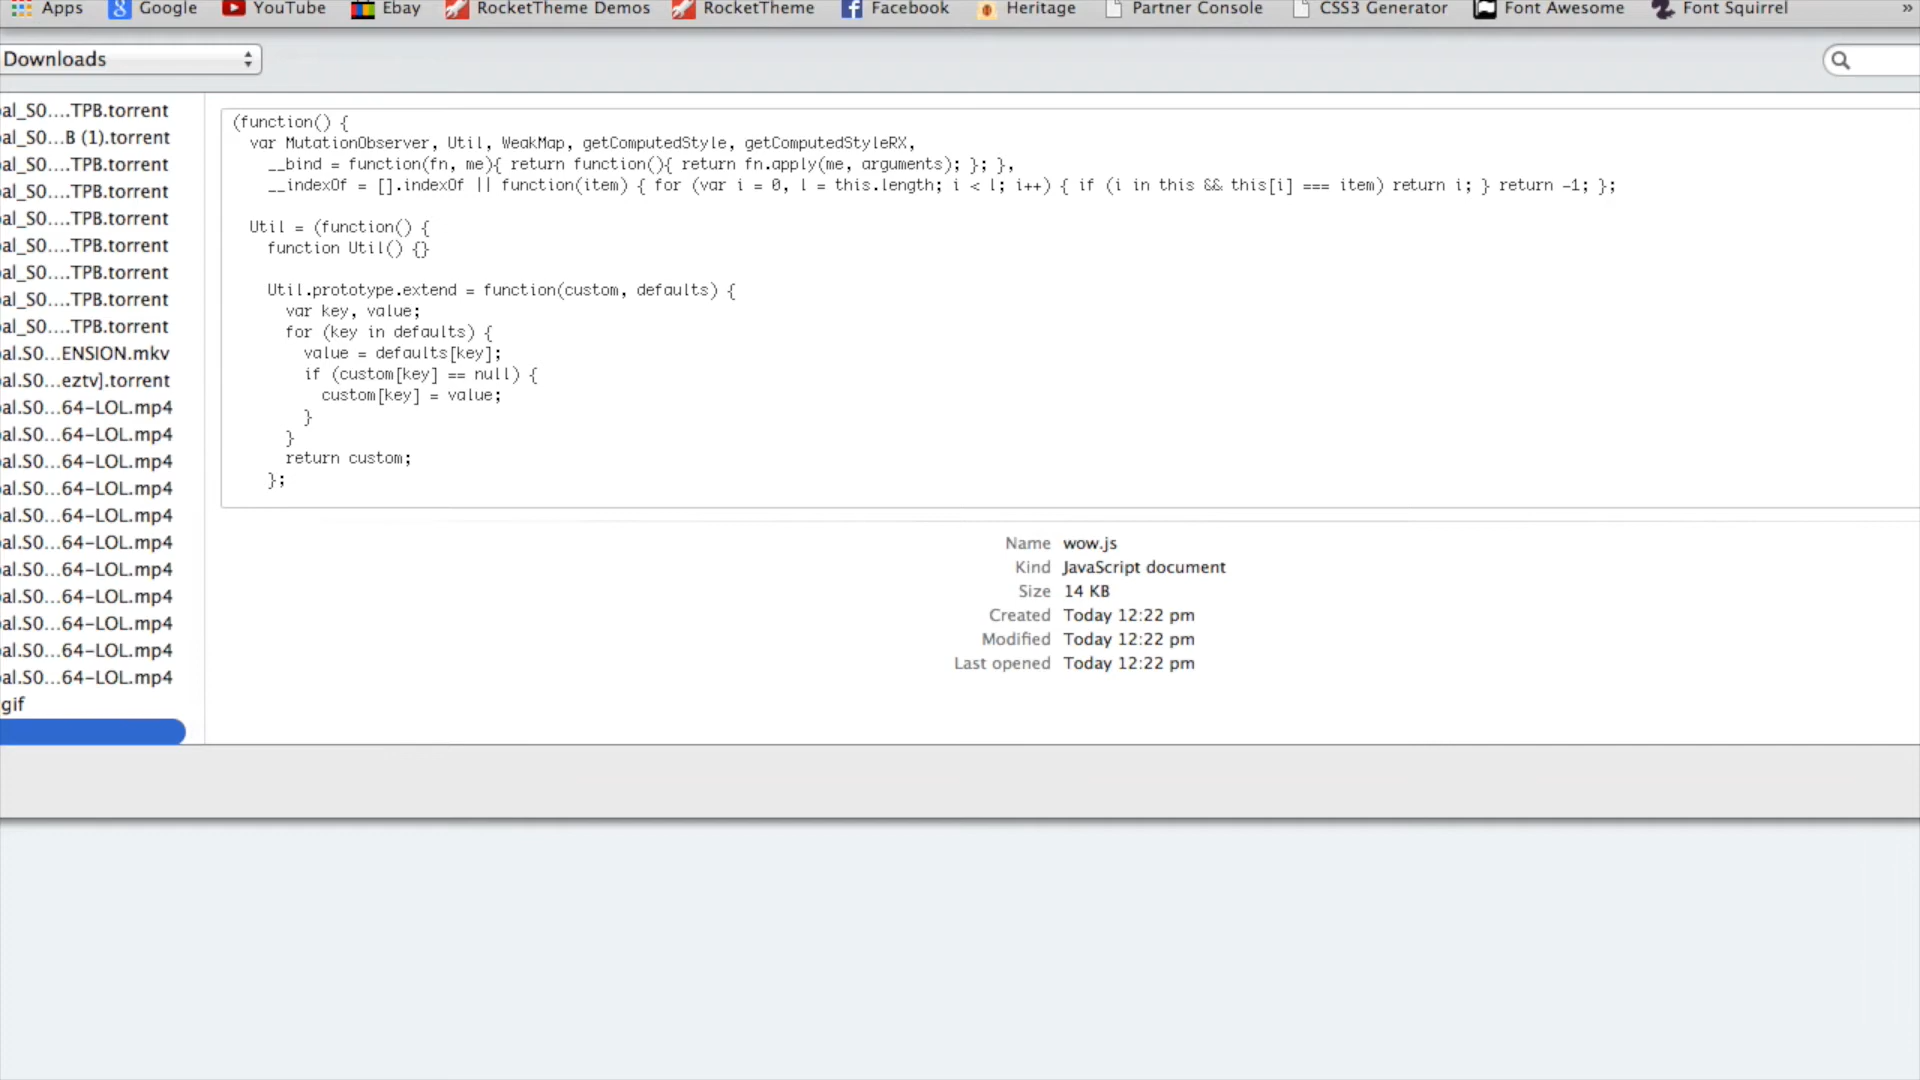 Apps Google YouTube Ebay RocketTheme Demos RocketTheme Facebook Heritage Partner Console CSS3 Generator Font Awesome Font Squirrel »
Downloads
al_S0....TPB.torrent
al_S0...B (1).torrent
al_S0....TPB.torrent
al_S0....TPB.torrent
al_S0....TPB.torrent
al_S0....TPB.torrent
al_S0....TPB.torrent
al_S0....TPB.torrent
al_S0....TPB.torrent
al.S0...ENSION.mkv
al.S0...eztv].torrent
al.S0...64-LOL.mp4
al.S0...64-LOL.mp4
al.S0...64-LOL.mp4
al.S0...64-LOL.mp4
al.S0...64-LOL.mp4
al.S0...64-LOL.mp4
al.S0...64-LOL.mp4
al.S0...64-LOL.mp4
al.S0...64-LOL.mp4
al.S0...64-LOL.mp4
al.S0...64-LOL.mp4
gif
(function() {
var MutationObserver, Util, WeakMap, getComputedStyle, getComputedStyleRX,
__bind = function(fn, me){ return function(){ return fn.apply(me, arguments); }; },
__indexOf = [].indexOf || function(item) { for (var i = 0, l = this.length; i < l; i++) { if (i in this && this[i] === item) return i; } return -1; };
Util = (function() {
function Util() {}
Util.prototype.extend = function(custom, defaults) {
var key, value;
for (key in defaults) {
value = defaults[key];
if (custom[key] == null) {
custom[key] = value;
}
}
return custom;
};
Name wow.js
Kind JavaScript document
Size 14 KB
Created Today 12:22 pm
Modified Today 12:22 pm
Last opened Today 12:22 pm